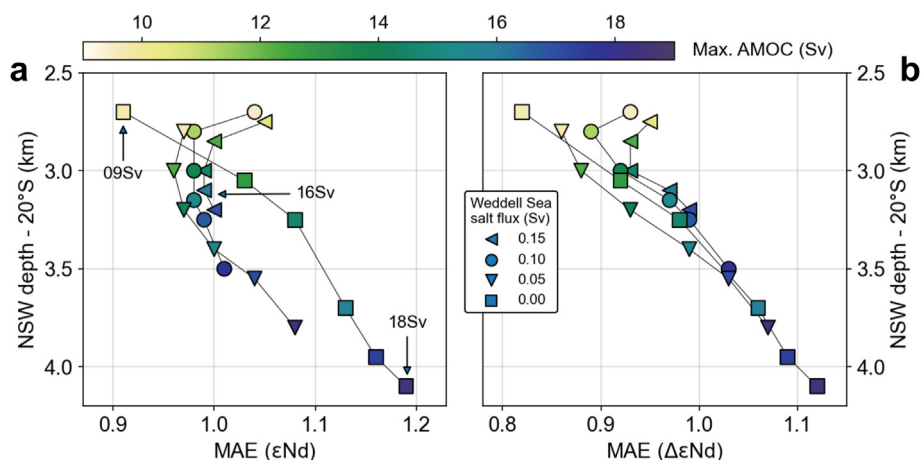 10 12 14 16 18
Max. AMOC (Sv)
a
b
2.5
3.0
3.5
4.0
NSW depth - 20°S (km)
09Sv
16Sv
18Sv
0.9 1.0 1.1 1.2
MAE (εNd)
Weddell Sea
salt flux (Sv)
0.15
0.10
0.05
0.00
0.8 0.9 1.0 1.1
MAE (ΔεNd)
2.5
3.0
3.5
4.0
NSW depth - 20°S (km)